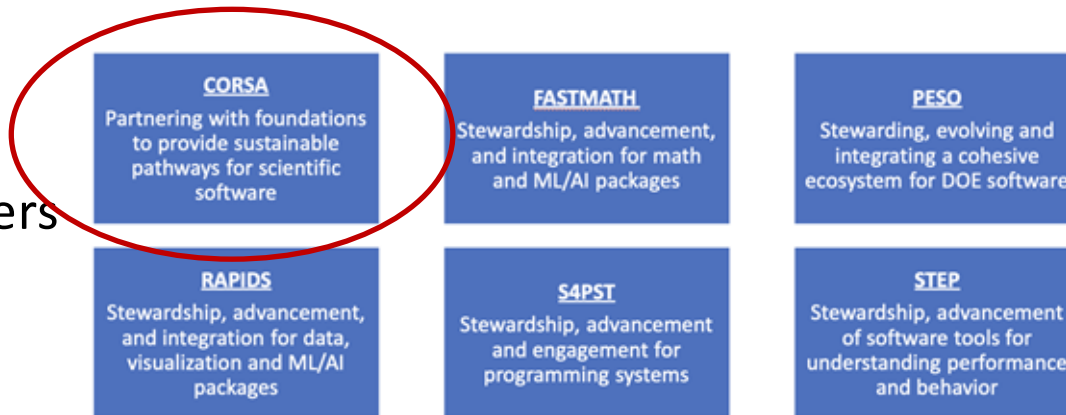 CORSA
Partnering with foundations
to provide sustainable
pathways for scientific
software
FASTMATH
Stewardship, advancement,
and integration for math
and ML/AI packages
PESO
Stewarding, evolving and
integrating a cohesive
ecosystem for DOE software
ers
RAPIDS
Stewardship, advancement,
and integration for data,
visualization and ML/AI
packages
S4PST
Stewardship, advancement
and engagement for
programming systems
STEP
Stewardship, advancement
of software tools for
understanding performance
and behavior